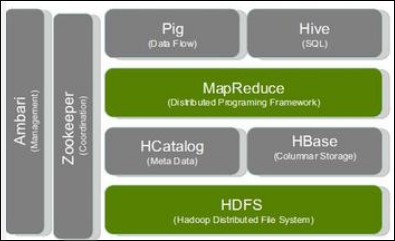 Ambari
(Management)
Zookeeper
(Coordination)
Pig
(Data Flow)
Hive
(SQL)
MapReduce
(Distributed Programing Framework)
HCatalog
(Meta Data)
HBase
(Columnar Storage)
HDFS
(Hadoop Distributed File System)